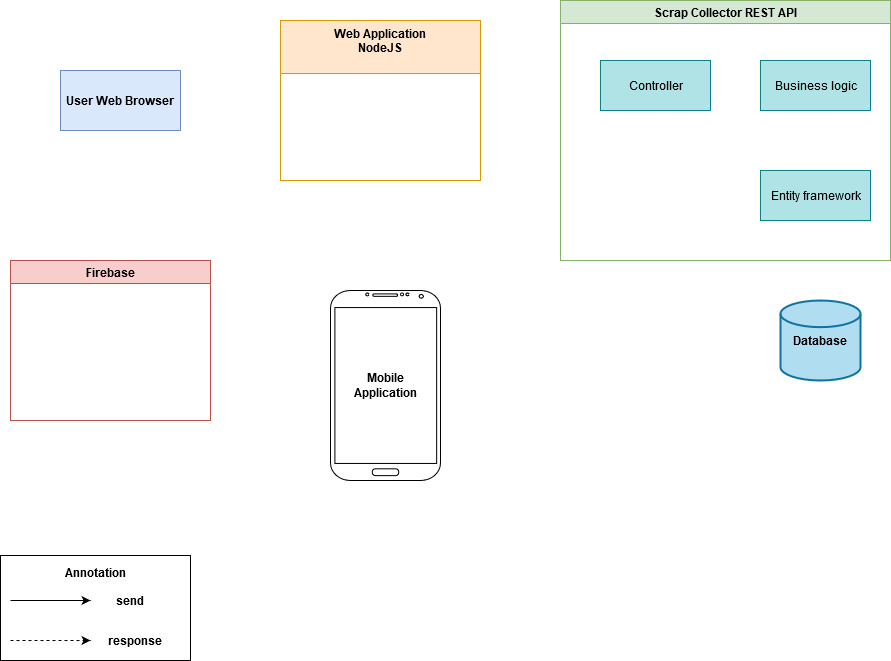 Scrap Collector REST API
Web Application
NodeJS
User Web Browser
Controller
Business logic
Entity framework
Firebase
Mobile
Application
Database
Annotation
send
response